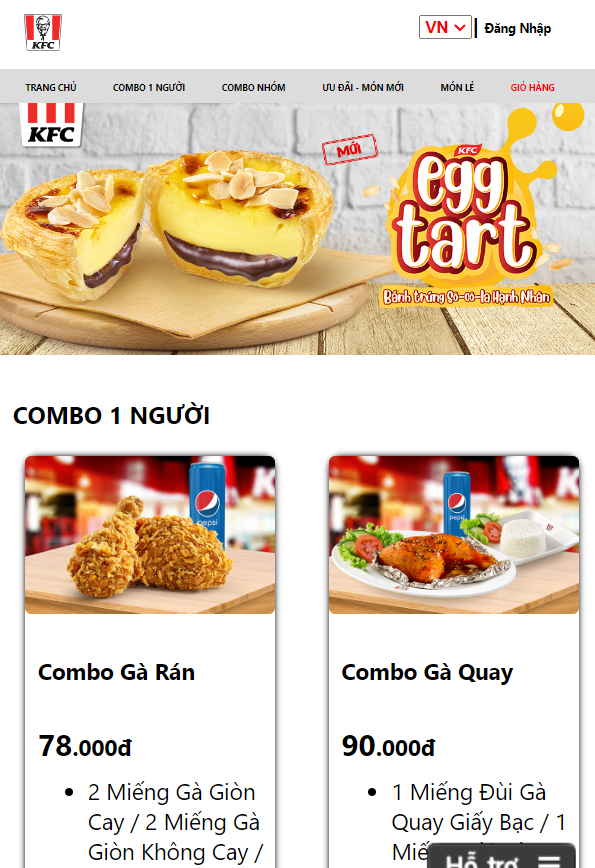 KFC
VN
Đăng Nhập
TRANG CHỦ
COMBO 1 NGƯỜI
COMBO NHÓM
ƯU ĐÃI - MÓN MỚI
MÓN LẺ
GIỎ HÀNG
KFC
MỚI
KFC
egg
tart
Bánh trứng So-co-la Hạnh Nhân
COMBO 1 NGƯỜI
pepsi
pepsi
Combo Gà Rán
Combo Gà Quay
78.000đ
90.000đ
2 Miếng Gà Giòn
Cay / 2 Miếng Gà
Giòn Không Cay /
1 Miếng Đùi Gà
Quay Giấy Bạc / 1
Hỗ trợ